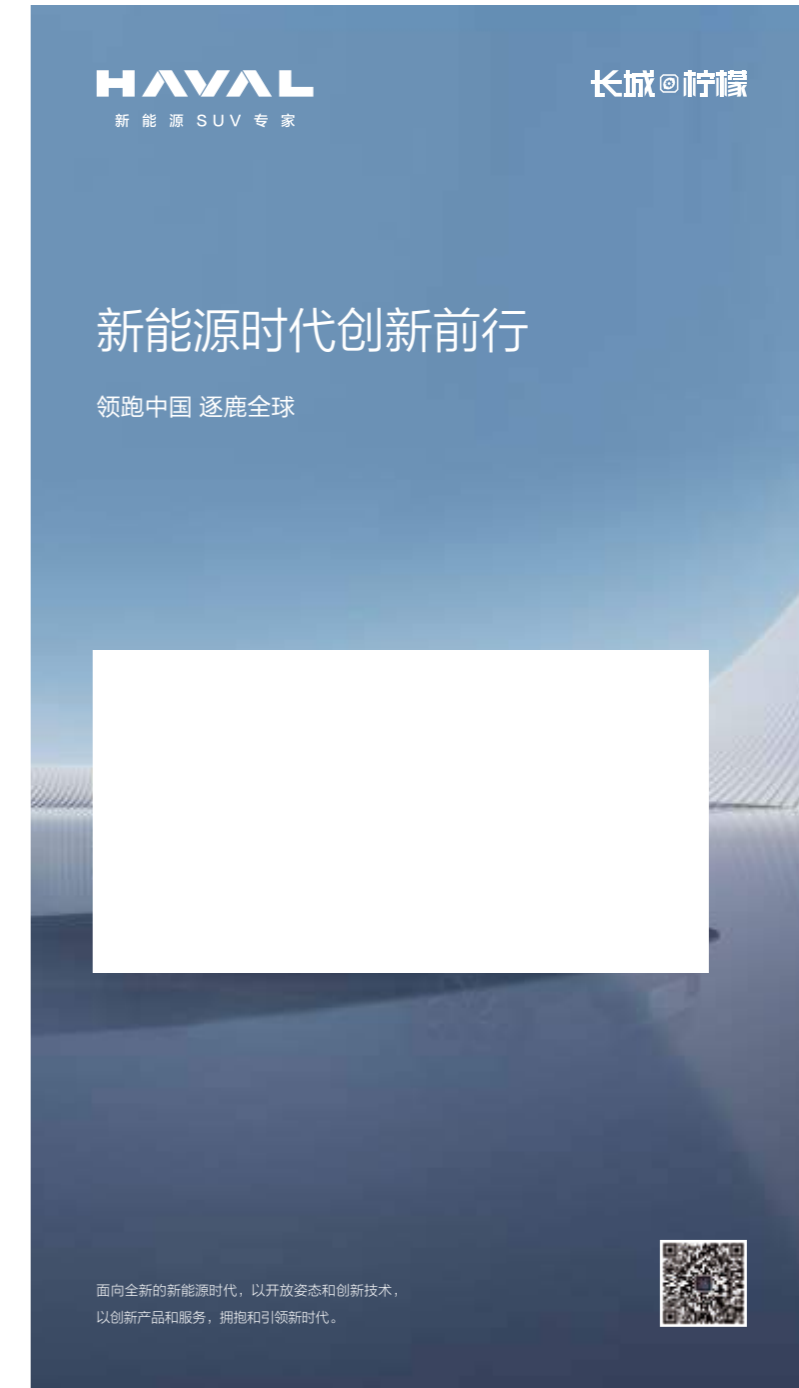 HAVAL
新能源SUV专家
长城柠檬
新能源时代创新前行
领跑中国 逐鹿全球
面向全新的新能源时代，以开放姿态和创新技术，
以创新产品和服务，拥抱和引领新时代。